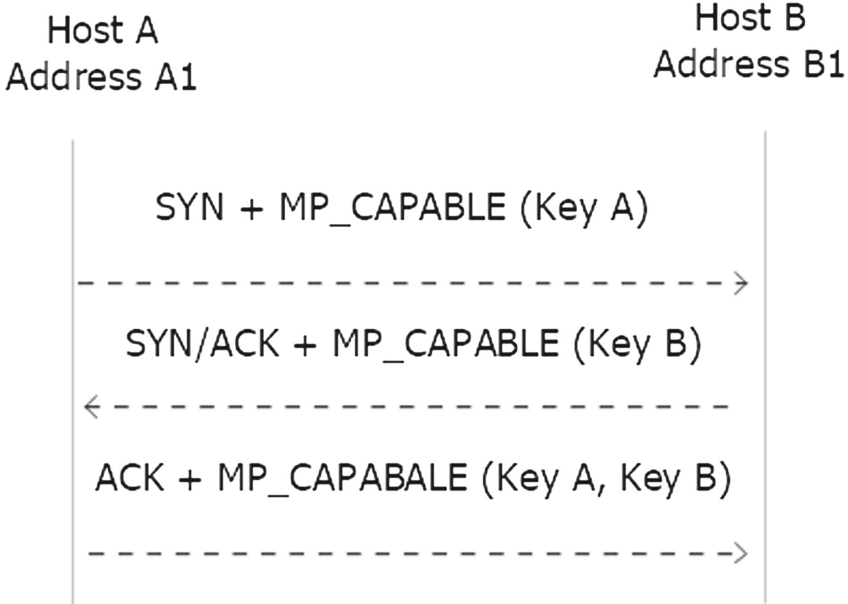 Host A
Address A1
Host B
Address B1
SYN + MP_CAPABLE (Key A)
SYN/ACK + MP_CAPABLE (Key B)
ACK + MP_CAPABALE (Key A, Key B)